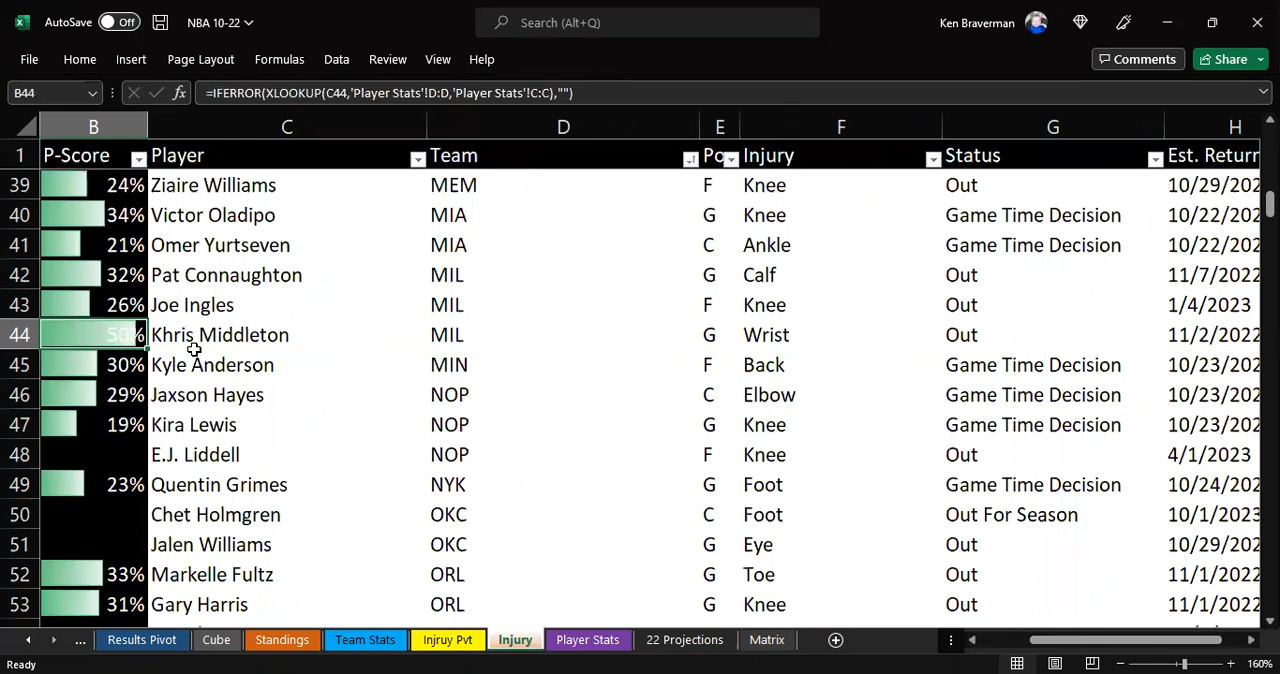 AutoSave Off NBA 10-22 Search (Alt+Q) Ken Braverman
File Home Insert Page Layout Formulas Data Review View Help Comments Share
B44 fx =IFERROR(XLOOKUP(C44,'Player Stats'!D:D,'Player Stats'!C:C),"")
B C D E F G H
1 P-Score Player Team Po Injury Status Est. Return
39 24% Ziaire Williams MEM F Knee Out 10/29/202
40 34% Victor Oladipo MIA G Knee Game Time Decision 10/22/202
41 21% Omer Yurtseven MIA C Ankle Game Time Decision 10/22/202
42 32% Pat Connaughton MIL G Calf Out 11/7/2022
43 26% Joe Ingles MIL F Knee Out 1/4/2023
44 50% Khris Middleton MIL G Wrist Out 11/2/2022
45 30% Kyle Anderson MIN F Back Game Time Decision 10/23/202
46 29% Jaxson Hayes NOP C Elbow Game Time Decision 10/23/202
47 19% Kira Lewis NOP G Knee Game Time Decision 10/23/202
48 E.J. Liddell NOP F Knee Out 4/1/2023
49 23% Quentin Grimes NYK G Foot Game Time Decision 10/24/202
50 Chet Holmgren OKC C Foot Out For Season 10/1/2023
51 Jalen Williams OKC G Eye Out 10/29/202
52 33% Markelle Fultz ORL G Toe Out 11/1/2022
53 31% Gary Harris ORL G Knee Out 11/1/2022
... Results Pivot Cube Standings Team Stats Injruy Pvt Injury Player Stats 22 Projections Matrix
Ready 160%